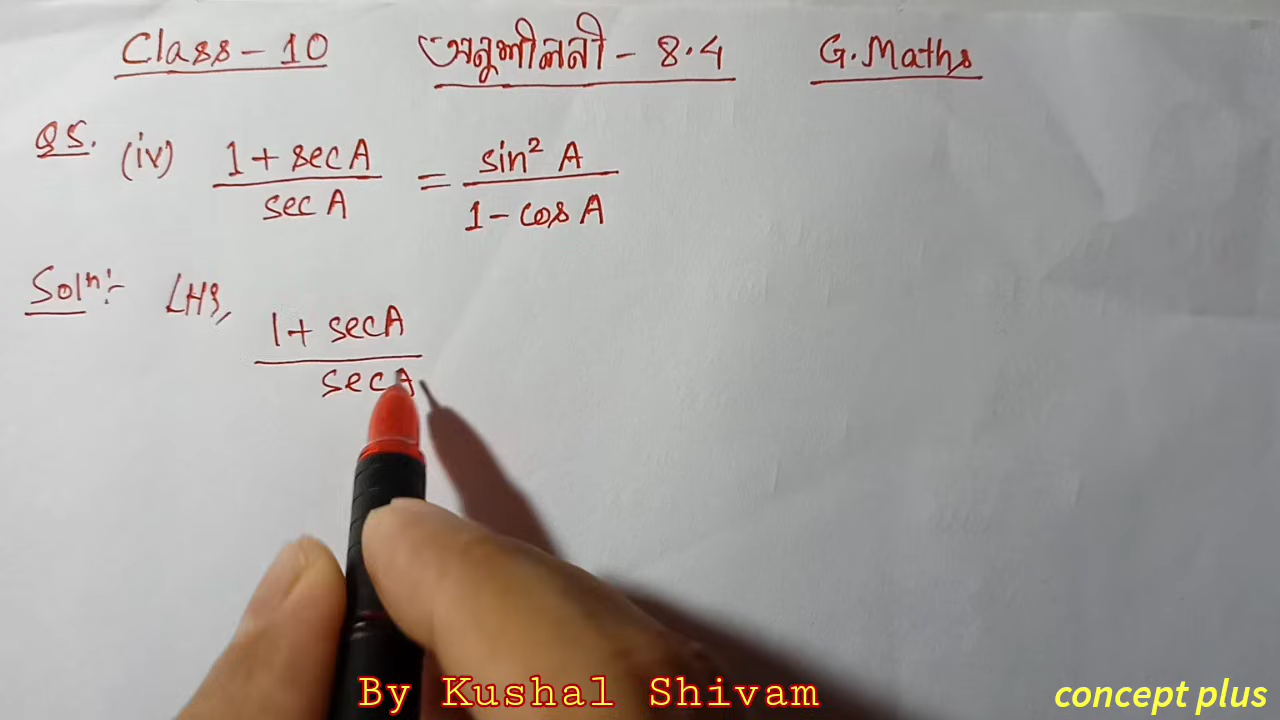 Class - 10 অনুশীলনী - 8.4 G. Maths
Q5. (iv) 1 + sec A / sec A = sin² A / 1 - cos A
Solⁿ:- LHS,
1 + sec A / sec A
By Kushal Shivam
concept plus